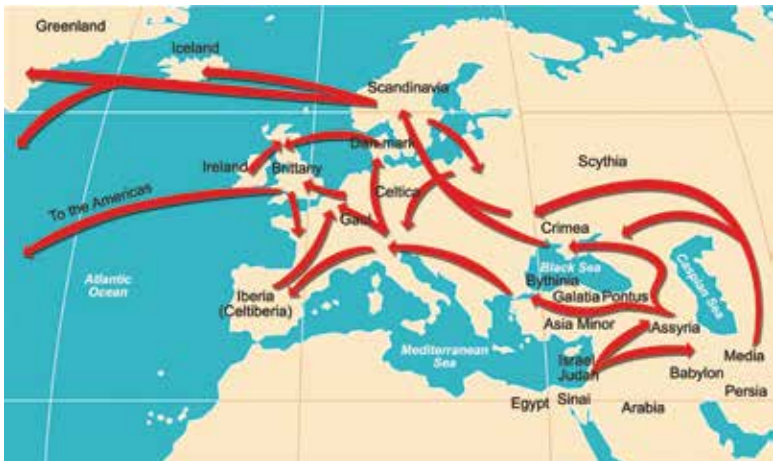 Greenland
Iceland
Scandinavia
Denmark
Ireland
Brittany
Scythia
Celtica
To the Americas
Gaul
Crimea
Atlantic
Ocean
Black Sea
Caspian Sea
Bythinia
Iberia
(Celtiberia)
Galatia Pontus
Asia Minor
Assyria
Mediterranean
Sea
Israel
Judah
Media
Babylon
Persia
Egypt
Sinai
Arabia